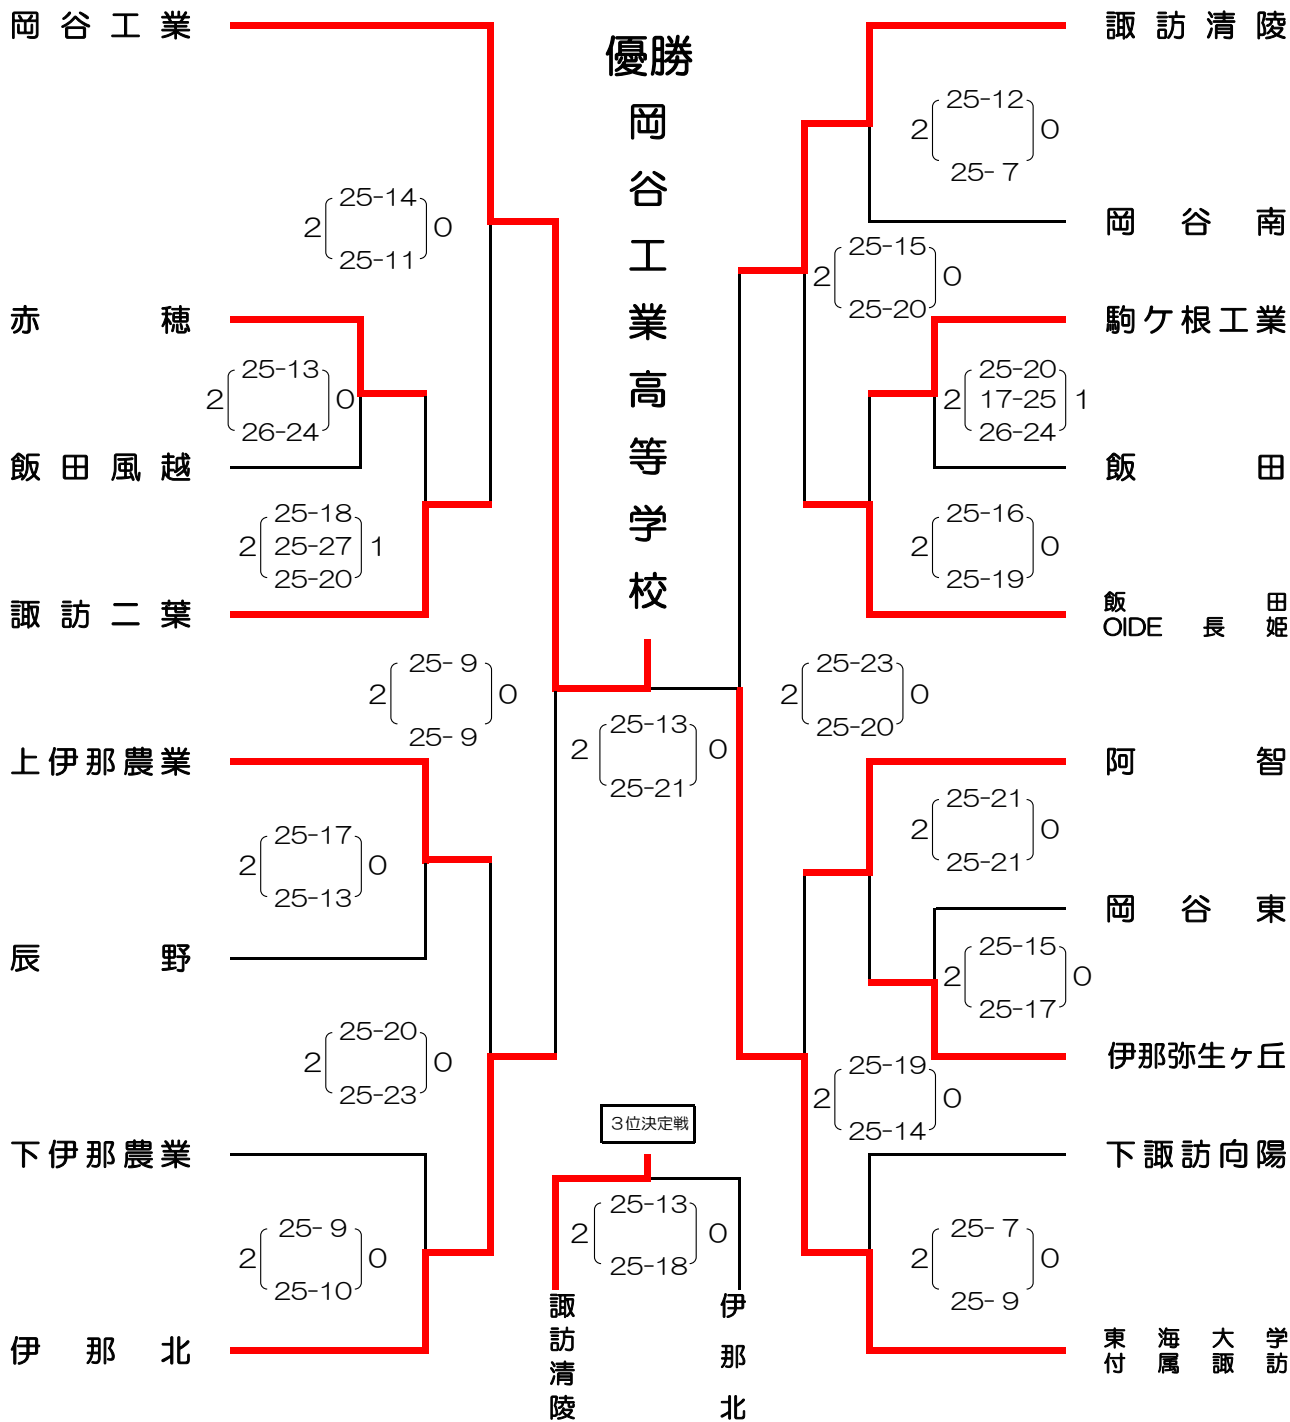 岡谷工業
25-14
2 0
25-11
赤穂
25-13
2 0
26-24
飯田風越
25-18
2 25-27 1
25-20
諏訪二葉
25- 9
2 0
25- 9
上伊那農業
25-17
2 0
25-13
辰野
25-20
2 0
25-23
下伊那農業
25- 9
2 0
25-10
伊那北
優勝
岡谷工業高等学校
25-13
2 0
25-21
3位決定戦
25-13
2 0
25-18
諏訪清陵
伊那北
諏訪清陵
25-12
2 0
25- 7
岡谷南
25-15
2 0
25-20
駒ケ根工業
25-20
2 17-25 1
26-24
飯田
25-16
2 0
25-19
飯田
OIDE長姫
25-23
2 0
25-20
阿智
25-21
2 0
25-21
岡谷東
25-15
2 0
25-17
伊那弥生ヶ丘
25-19
2 0
25-14
下諏訪向陽
25- 7
2 0
25- 9
東海大学
付属諏訪